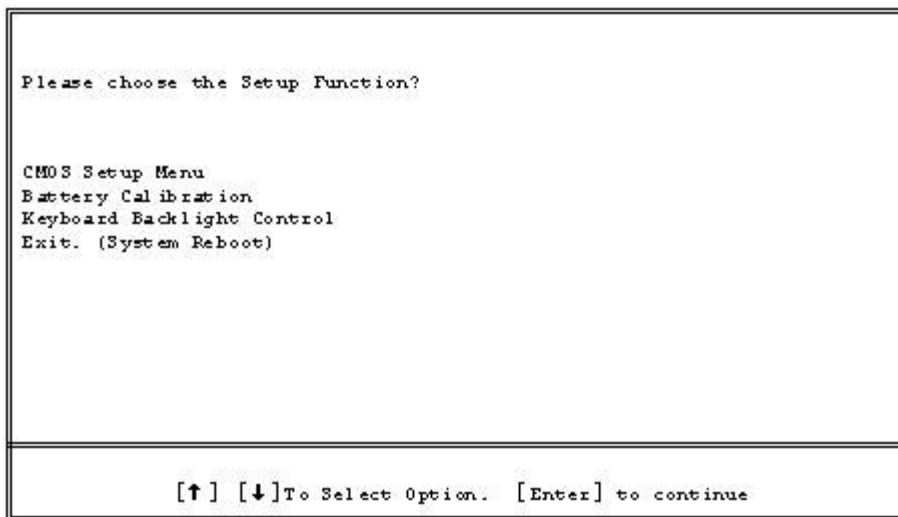 Please choose the Setup Function?
CMOS Setup Menu
Battery Calibration
Keyboard Backlight Control
Exit. (System Reboot)
[↑] [↓]To Select Option. [Enter] to continue